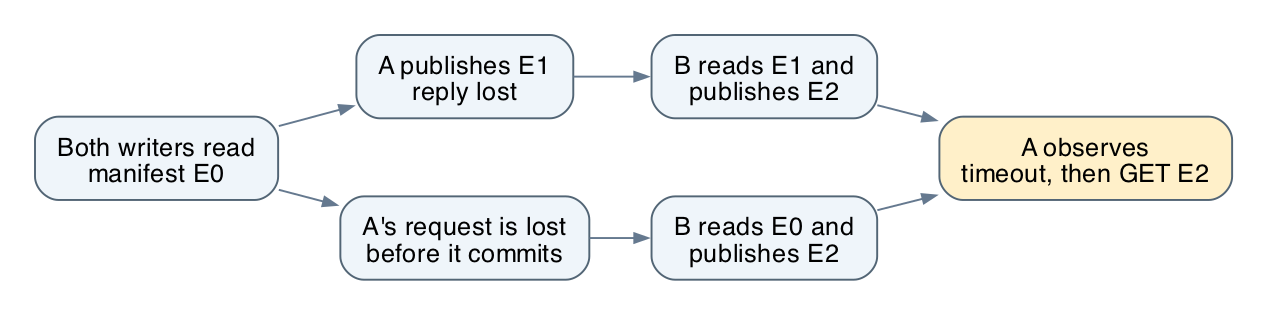 Both writers read
manifest E0
A publishes E1
reply lost
B reads E1 and
publishes E2
A's request is lost
before it commits
B reads E0 and
publishes E2
A observes
timeout, then GET E2